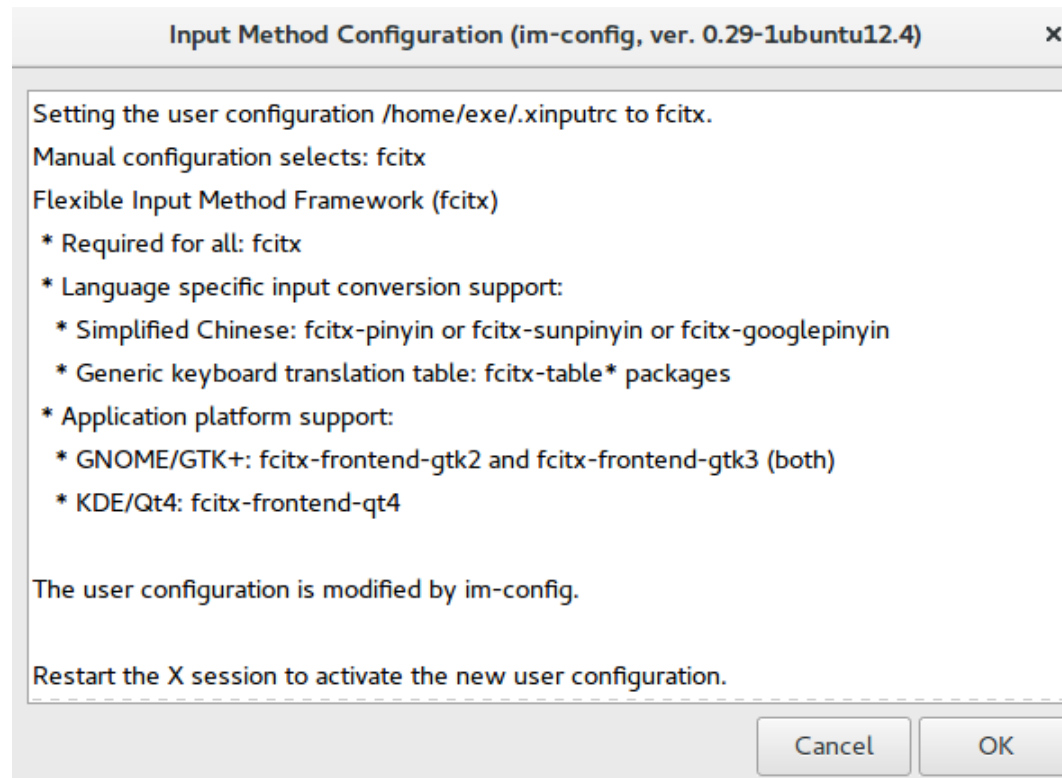 Input Method Configuration (im-config, ver. 0.29-1ubuntu12.4)
Setting the user configuration /home/exe/.xinputrc to fcitx.
Manual configuration selects: fcitx
Flexible Input Method Framework (fcitx)
* Required for all: fcitx
* Language specific input conversion support:
* Simplified Chinese: fcitx-pinyin or fcitx-sunpinyin or fcitx-googlepinyin
* Generic keyboard translation table: fcitx-table* packages
* Application platform support:
* GNOME/GTK+: fcitx-frontend-gtk2 and fcitx-frontend-gtk3 (both)
* KDE/Qt4: fcitx-frontend-qt4
The user configuration is modified by im-config.
Restart the X session to activate the new user configuration.
Cancel OK